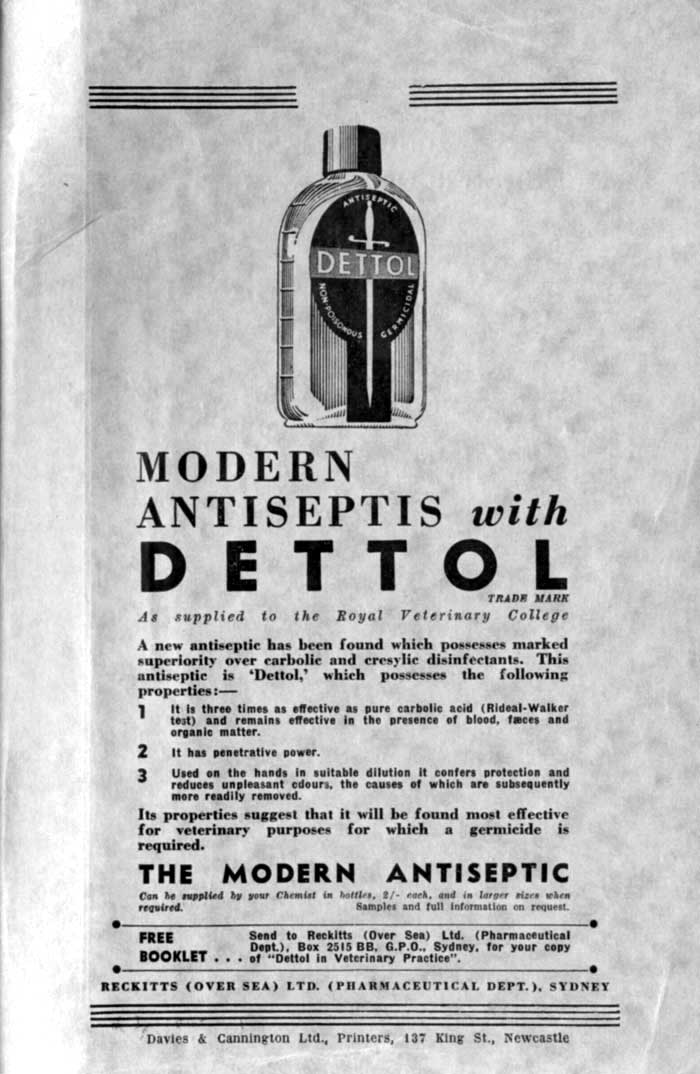 ANTISEPTIC
DETTOL
NON-POISONOUS GERMICIDAL
MODERN
ANTISEPTIS with
DETTOL
TRADE MARK
As supplied to the Royal Veterinary College
A new antiseptic has been found which possesses marked
superiority over carbolic and cresylic disinfectants. This
antiseptic is ‘Dettol,’ which possesses the following
properties:—
1 It is three times as effective as pure carbolic acid (Rideal-Walker
test) and remains effective in the presence of blood, fæces and
organic matter.
2 It has penetrative power.
3 Used on the hands in suitable dilution it confers protection and
reduces unpleasant odours, the causes of which are subsequently
more readily removed.
Its properties suggest that it will be found most effective
for veterinary purposes for which a germicide is
required.
THE MODERN ANTISEPTIC
Can be supplied by your Chemist in bottles, 2/- each, and in larger sizes when
required. Samples and full information on request.
FREE Send to Reckitts (Over Sea) Ltd. (Pharmaceutical
Dept.), Box 2515 BB, G.P.O., Sydney, for your copy
BOOKLET . . . of "Dettol in Veterinary Practice".
RECKITTS (OVER SEA) LTD. (PHARMACEUTICAL DEPT.), SYDNEY
Davies & Cannington Ltd., Printers, 137 King St., Newcastle